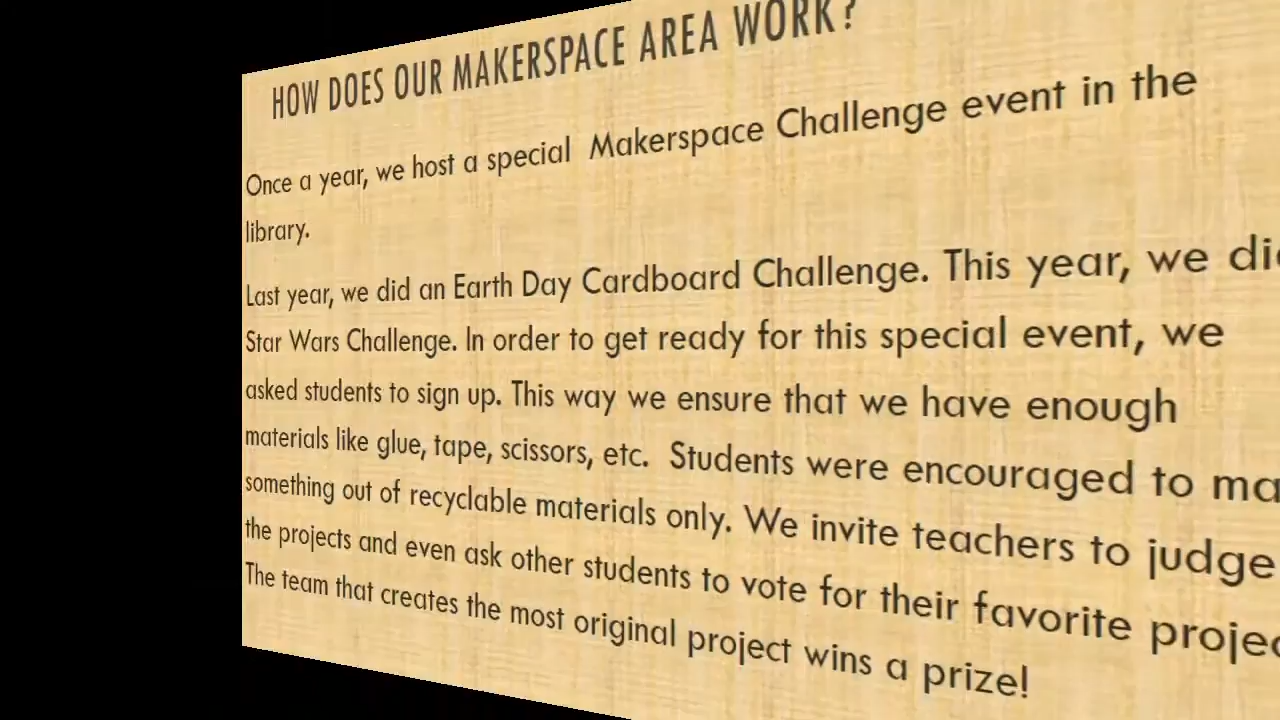 HOW DOES OUR MAKERSPACE AREA WORK?
Once a year, we host a special Makerspace Challenge event in the
library.
Last year, we did an Earth Day Cardboard Challenge. This year, we
Star Wars Challenge. In order to get ready for this special event, we
asked students to sign up. This way we ensure that we have enough
materials like glue, tape, scissors, etc. Students were encouraged to
something out of recyclable materials only. We invite teachers to judge
the projects and even ask other students to vote for their favorite
The team that creates the most original project wins a prize!